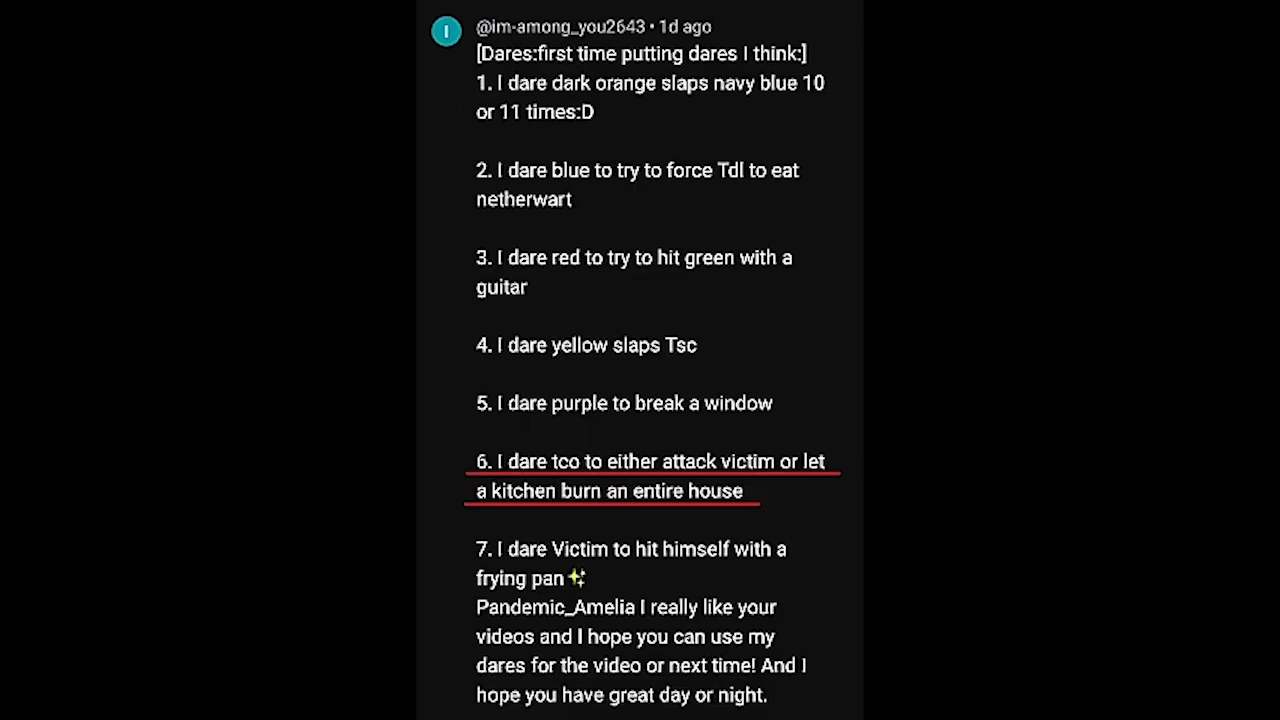 I
@im-among_you2643 • 1d ago
[Dares:first time putting dares I think:]
1. I dare dark orange slaps navy blue 10
or 11 times:D
2. I dare blue to try to force Tdl to eat
netherwart
3. I dare red to try to hit green with a
guitar
4. I dare yellow slaps Tsc
5. I dare purple to break a window
6. I dare tco to either attack victim or let
a kitchen burn an entire house
7. I dare Victim to hit himself with a
frying pan✨
Pandemic_Amelia I really like your
videos and I hope you can use my
dares for the video or next time! And I
hope you have great day or night.